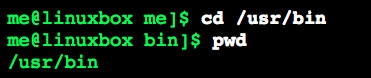 me@linuxbox me]$ cd /usr/bin
me@linuxbox bin]$ pwd
/usr/bin